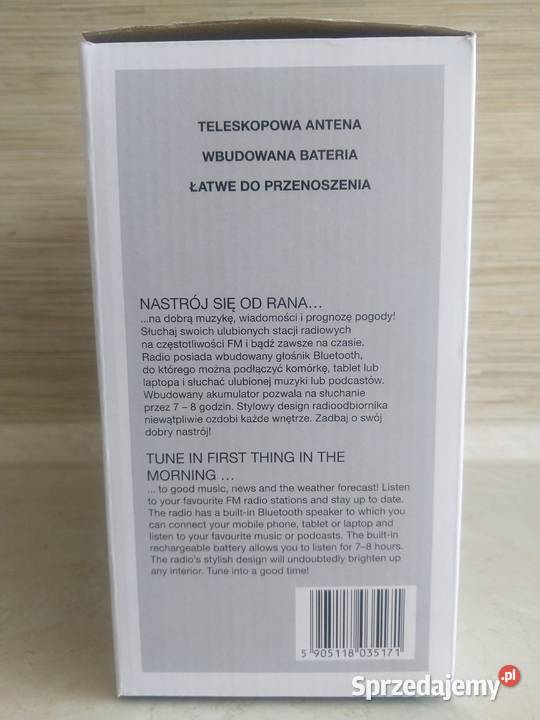 TELESKOPOWA ANTENA
WBUDOWANA BATERIA
ŁATWE DO PRZENOSZENIA
NASTRÓJ SIĘ OD RANA...
...na dobrą muzykę, wiadomości i prognozę pogody!
Słuchaj swoich ulubionych stacji radiowych
na częstotliwości FM i bądź zawsze na czasie.
Radio posiada wbudowany głośnik Bluetooth,
do którego można podłączyć komórkę, tablet lub
laptopa i słuchać ulubionej muzyki lub podcastów.
Wbudowany akumulator pozwala na słuchanie
przez 7 – 8 godzin. Stylowy design radioodbiornika
niewątpliwie ozdobi każde wnętrze. Zadbaj o swój
dobry nastrój!
TUNE IN FIRST THING IN THE
MORNING ...
... to good music, news and the weather forecast! Listen
to your favourite FM radio stations and stay up to date.
The radio has a built-in Bluetooth speaker to which you
can connect your mobile phone, tablet or laptop and
listen to your favourite music or podcasts. The built-in
rechargeable battery allows you to listen for 7–8 hours.
The radio's stylish design will undoubtedly brighten up
any interior. Tune into a good time!
5 905118 035171
Sprzedajemy.pl